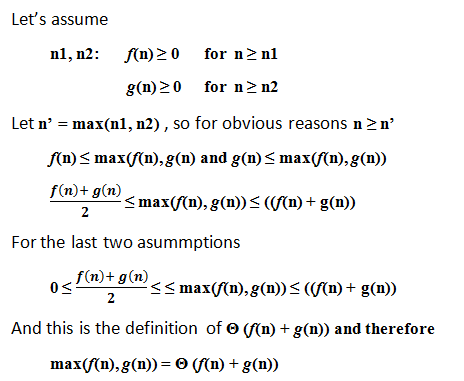 Let's assume
n1, n2: f(n) ≥ 0 for n ≥ n1
g(n) ≥ 0 for n ≥ n2
Let n’ = max(n1, n2) , so for obvious reasons n ≥ n’
f(n) ≤ max(f(n), g(n) and g(n) ≤ max(f(n), g(n))
f(n)+ g(n)
2
≤ max(f(n), g(n)) ≤ ((f(n) + g(n))
For the last two asummptions
0 ≤ f(n)+ g(n)
2
≤ ≤ max(f(n), g(n)) ≤ ((f(n) + g(n))
And this is the definition of Θ (f(n) + g(n)) and therefore
max(f(n), g(n)) = Θ (f(n) + g(n))